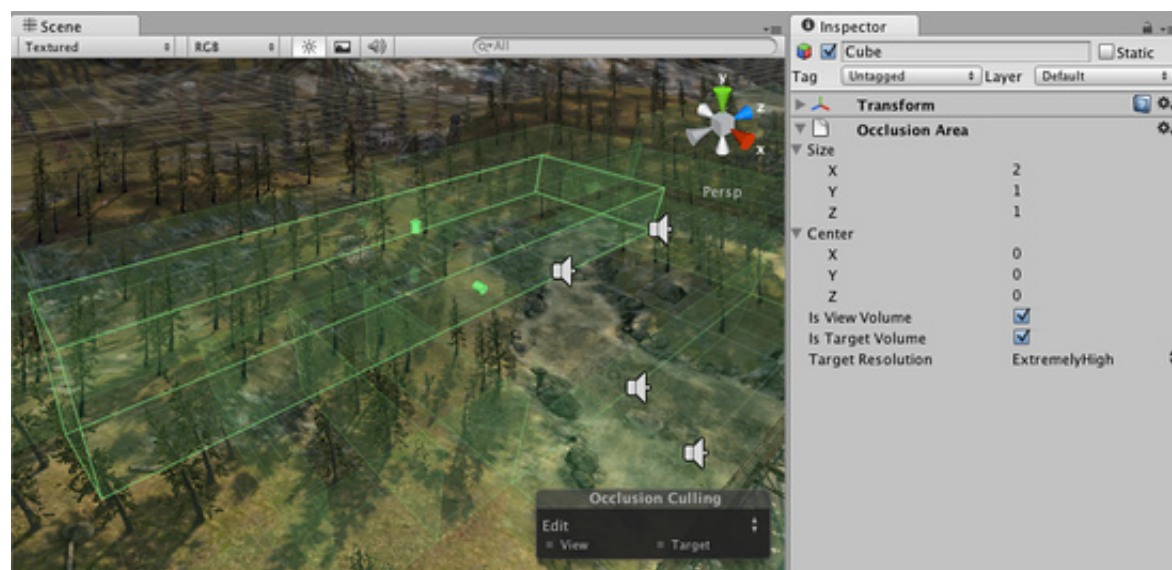 Scene
Textured RGB All
y
z
x
Persp
Occlusion Culling
Edit
View Target
Inspector
Cube Static
Tag Untagged Layer Default
Transform
Occlusion Area
Size
X 2
Y 1
Z 1
Center
X 0
Y 0
Z 0
Is View Volume
Is Target Volume
Target Resolution ExtremelyHigh